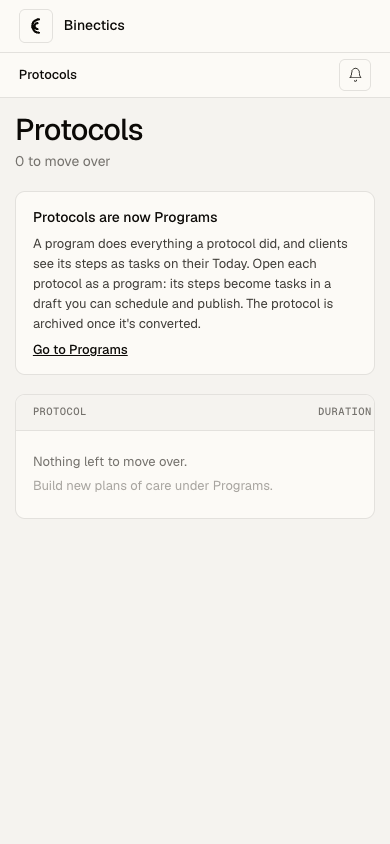 Binectics
Protocols
Protocols
0 to move over
Protocols are now Programs
A program does everything a protocol did, and clients
see its steps as tasks on their Today. Open each
protocol as a program: its steps become tasks in a
draft you can schedule and publish. The protocol is
archived once it's converted.
Go to Programs
PROTOCOL DURATION
Nothing left to move over.
Build new plans of care under Programs.